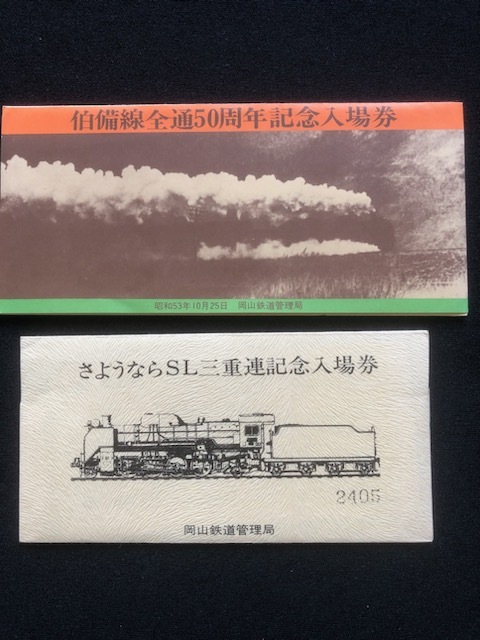 伯備線全通50周年記念入場券
昭和53年10月25日 岡山鉄道管理局
さようならSL三重連記念入場券
2405
岡山鉄道管理局